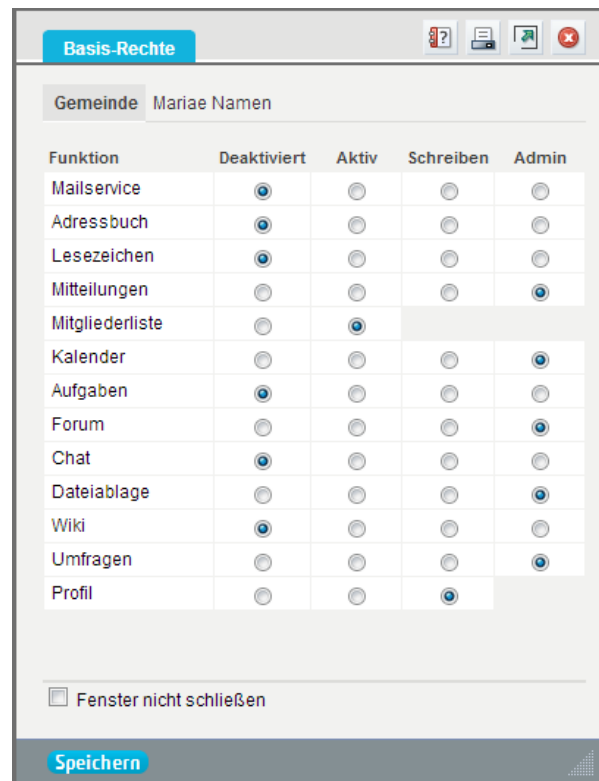 Basis-Rechte
Gemeinde Mariae Namen
Funktion Deaktiviert Aktiv Schreiben Admin
Mailservice
Adressbuch
Lesezeichen
Mitteilungen
Mitgliederliste
Kalender
Aufgaben
Forum
Chat
Dateiablage
Wiki
Umfragen
Profil
Fenster nicht schließen
Speichern